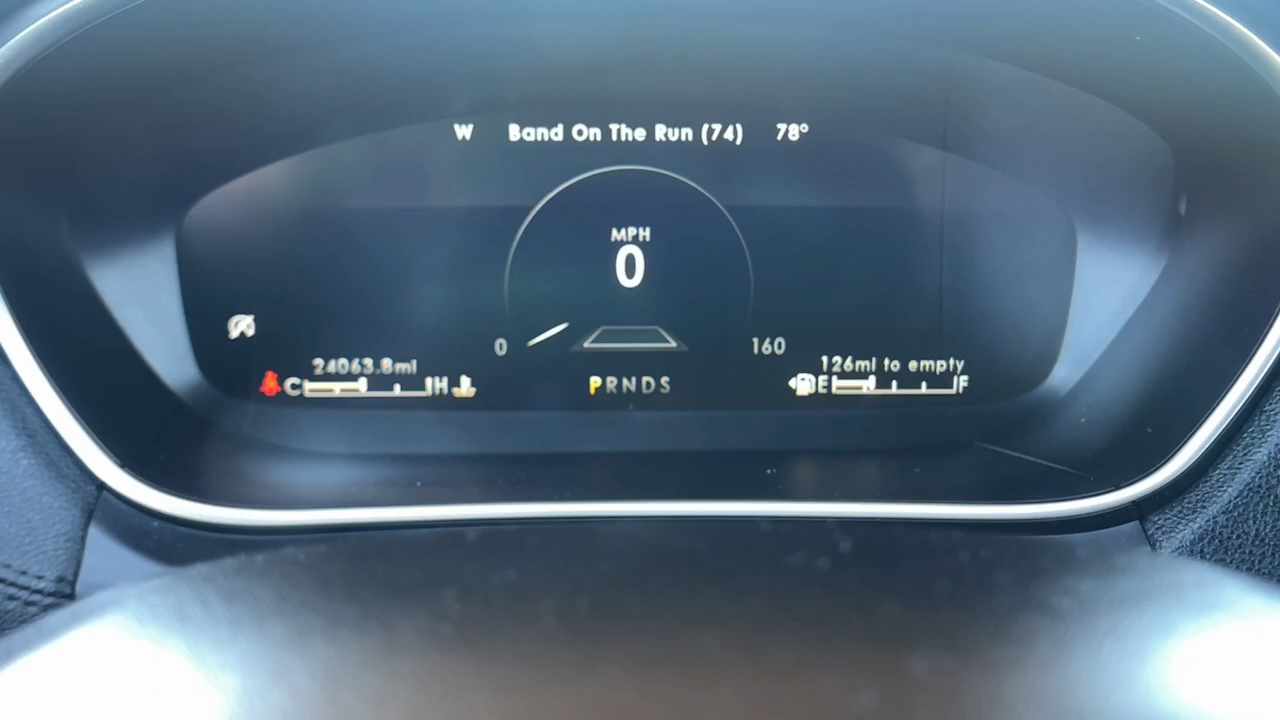 W Band On The Run (74) 78°
MPH
0
0 160
24063.8mi 126mi to empty
C H PRNDS E F